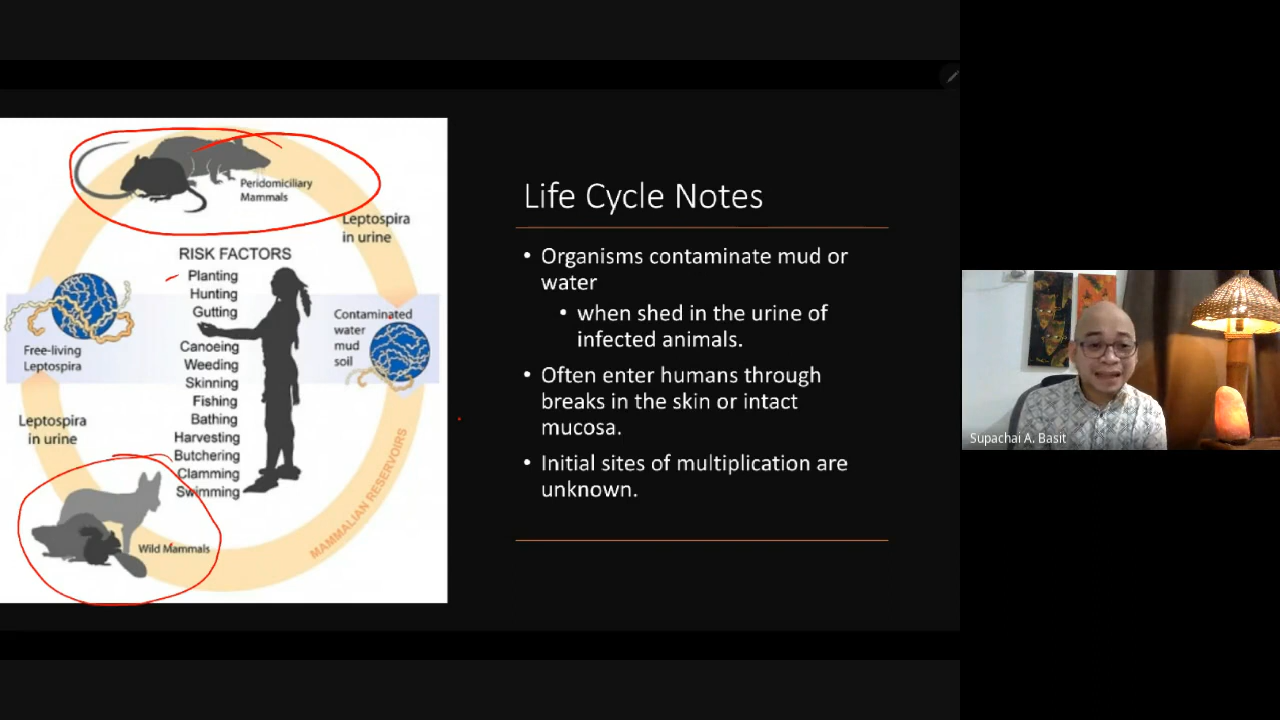 Peridomiciliary
Mammals
Leptospira
in urine
RISK FACTORS
Planting
Hunting
Gutting
Canoeing
Weeding
Skinning
Fishing
Bathing
Harvesting
Butchering
Clamming
Swimming
Contaminated
water
mud
soil
Free-living
Leptospira
Leptospira
in urine
Wild Mammals
MAMMALIAN RESERVOIRS
Life Cycle Notes
• Organisms contaminate mud or
water
• when shed in the urine of
infected animals.
• Often enter humans through
breaks in the skin or intact
mucosa.
• Initial sites of multiplication are
unknown.
Supachai A. Basit